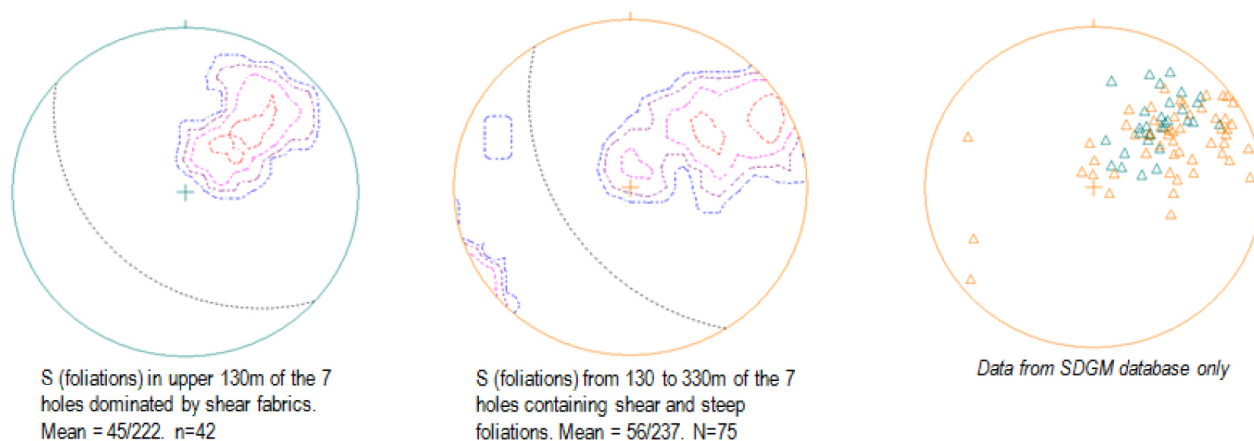 S (foliations) in upper 130m of the 7
holes dominated by shear fabrics.
Mean = 45/222. n=42
S (foliations) from 130 to 330m of the 7
holes containing shear and steep
foliations. Mean = 56/237. N=75
Data from SDGM database only